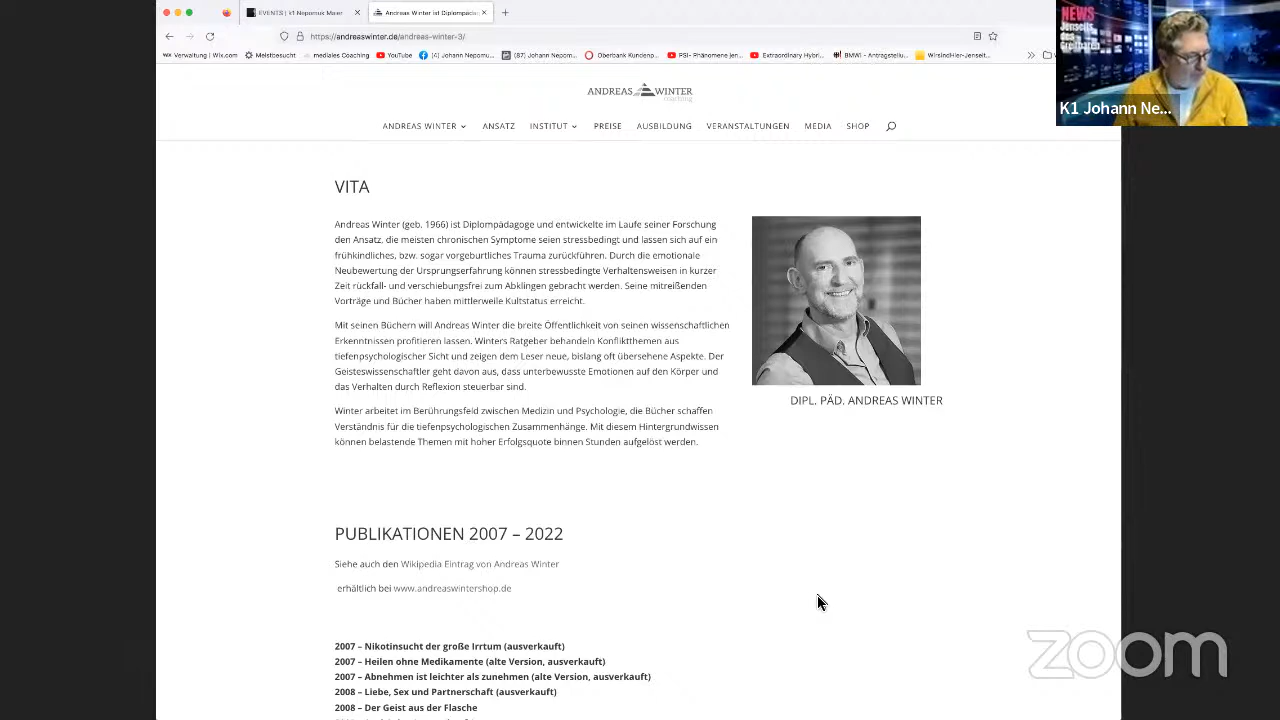 EVENTS | k1 Nepomuk Maier
Andreas Winter ist Diplompädag
https://andreaswinter.de/andreas-winter-3/
Verwaltung | Wix.com
Meistbesucht
mediales Coaching
YouTube
(4) Johann Nepom...
(87) Johann Nepom...
Oberbank Kundenp...
PSI- Phänomene jen...
Extraordinary Hybri...
BMWi - Antragstellu...
WirsindHier-Jenseit...
NEWS
Jenseits
des
Greifbaren
K1 Johann Ne...
ANDREAS WINTER
coaching
ANDREAS WINTER
ANSATZ
INSTITUT
PREISE
AUSBILDUNG
VERANSTALTUNGEN
MEDIA
SHOP
VITA
Andreas Winter (geb. 1966) ist Diplompädagoge und entwickelte im Laufe seiner Forschung
den Ansatz, die meisten chronischen Symptome seien stressbedingt und lassen sich auf ein
frühkindliches, bzw. sogar vorgeburtliches Trauma zurückführen. Durch die emotionale
Neubewertung der Ursprungserfahrung können stressbedingte Verhaltensweisen in kurzer
Zeit rückfall- und verschiebungsfrei zum Abklingen gebracht werden. Seine mitreißenden
Vorträge und Bücher haben mittlerweile Kultstatus erreicht.
Mit seinen Büchern will Andreas Winter die breite Öffentlichkeit von seinen wissenschaftlichen
Erkenntnissen profitieren lassen. Winters Ratgeber behandeln Konfliktthemen aus
tiefenpsychologischer Sicht und zeigen dem Leser neue, bislang oft übersehene Aspekte. Der
Geisteswissenschaftler geht davon aus, dass unterbewusste Emotionen auf den Körper und
das Verhalten durch Reflexion steuerbar sind.
Winter arbeitet im Berührungsfeld zwischen Medizin und Psychologie, die Bücher schaffen
Verständnis für die tiefenpsychologischen Zusammenhänge. Mit diesem Hintergrundwissen
können belastende Themen mit hoher Erfolgsquote binnen Stunden aufgelöst werden.
DIPL. PÄD. ANDREAS WINTER
PUBLIKATIONEN 2007 – 2022
Siehe auch den Wikipedia Eintrag von Andreas Winter
erhältlich bei www.andreaswintershop.de
2007 – Nikotinsucht der große Irrtum (ausverkauft)
2007 – Heilen ohne Medikamente (alte Version, ausverkauft)
2007 – Abnehmen ist leichter als zunehmen (alte Version, ausverkauft)
2008 – Liebe, Sex und Partnerschaft (ausverkauft)
2008 – Der Geist aus der Flasche
zoom